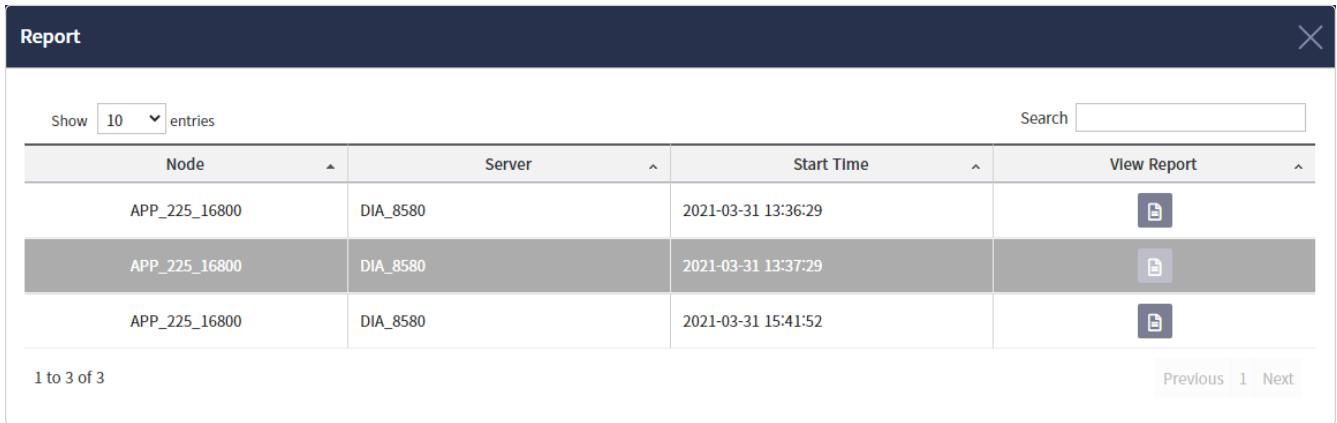 Report
Show 10 entries Search
Node Server Start TIme VIew Report
APP_225_16800 DIA_8580 2021-03-31 13:36:29
APP_225_16800 DIA_8580 2021-03-31 13:37:29
APP_225_16800 DIA_8580 2021-03-31 15:41:52
1 to 3 of 3 Previous 1 Next